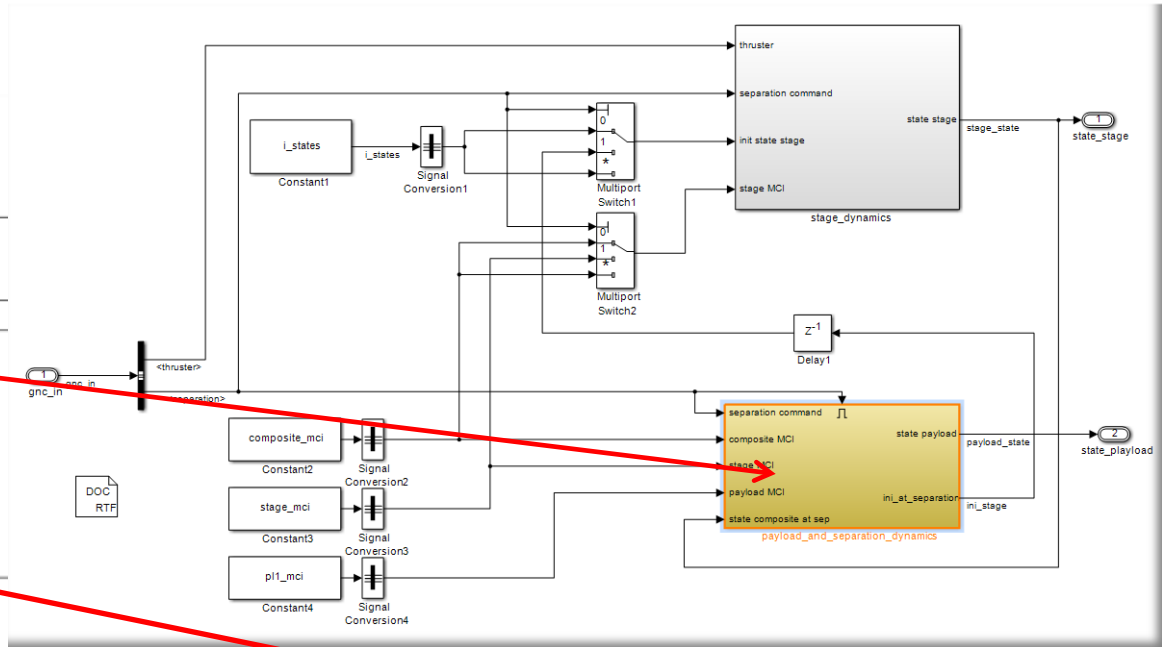 thruster
separation command
state stage
stage_state
1
state_stage
init state stage
stage MCI
stage_dynamics
i_states
Constant1
i_states
Signal
Conversion1
0
1
*
Multiport
Switch1
0
1
*
Multiport
Switch2
Z-1
Delay1
1
gnc_in
gnc_in
<thruster>
composite_mci
Constant2
Signal
Conversion2
stage_mci
Constant3
Signal
Conversion3
pl1_mci
Constant4
Signal
Conversion4
DOC
RTF
separation command
composite MCI
stage MCI
payload MCI
state composite at sep
state payload
payload_state
2
state_playload
ini_at_separation
ini_stage
payload_and_separation_dynamics